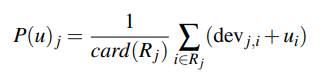 P(u)_j = \frac{1}{card(R_j)} \sum_{i \in R_j} (dev_{j,i} + u_i)